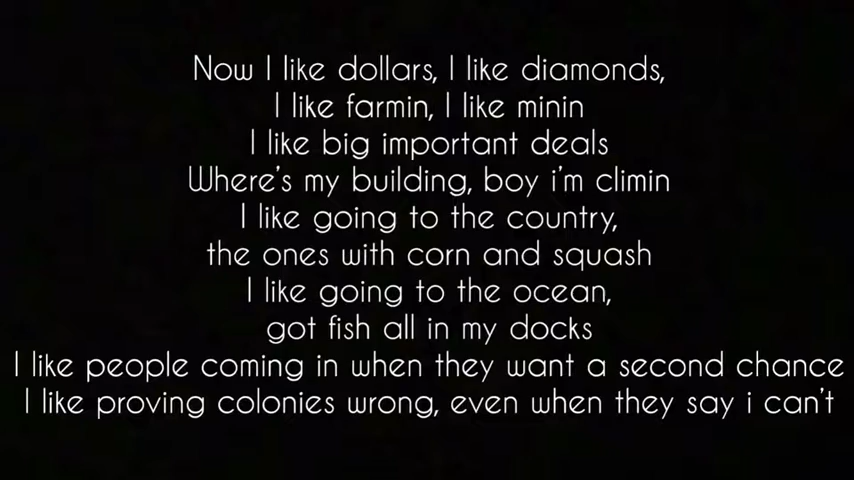 Now I like dollars, I like diamonds,
I like farmin, I like minin
I like big important deals
Where's my building, boy i'm climin
I like going to the country,
the ones with corn and squash
I like going to the ocean,
got fish all in my docks
I like people coming in when they want a second chance
I like proving colonies wrong, even when they say i can't